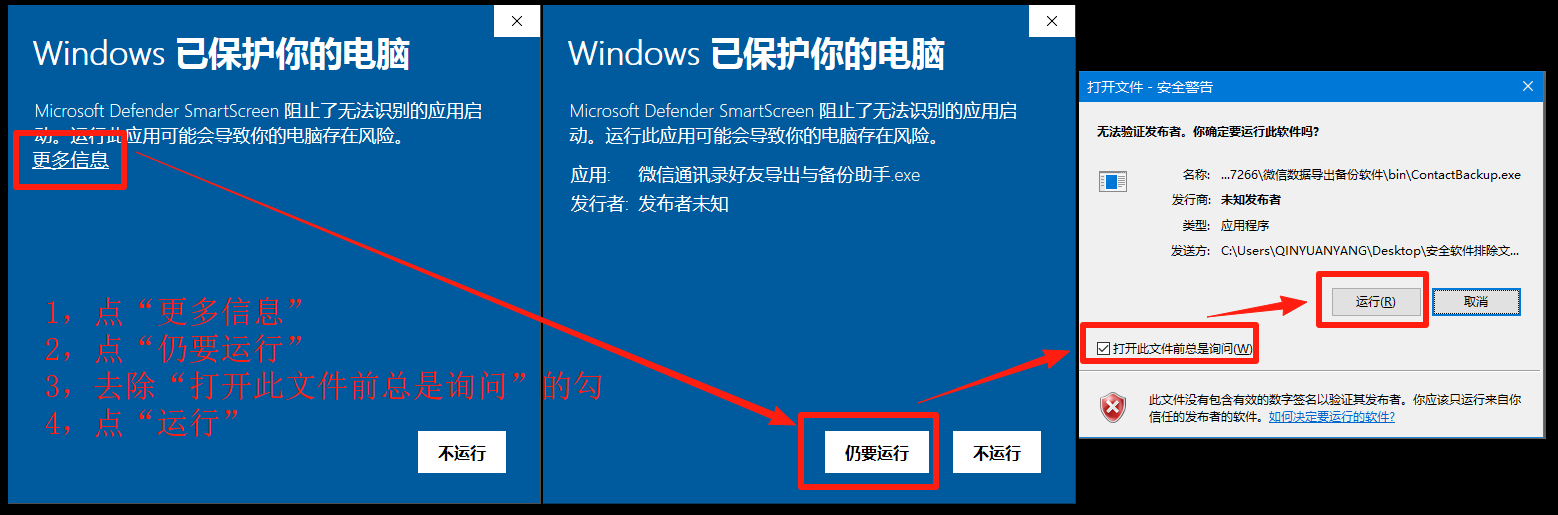 Windows 已保护你的电脑
Microsoft Defender SmartScreen 阻止了无法识别的应用启
动。运行此应用可能会导致你的电脑存在风险。
更多信息
1，点“更多信息”
2，点“仍要运行”
3，去除“打开此文件前总是询问”的勾
4，点“运行”
不运行
Windows 已保护你的电脑
Microsoft Defender SmartScreen 阻止了无法识别的应用启
动。运行此应用可能会导致你的电脑存在风险。
应用: 微信通讯录好友导出与备份助手.exe
发行者: 发布者未知
仍要运行 不运行
打开文件 - 安全警告
无法验证发布者。你确定要运行此软件吗?
名称: ...7266\微信数据导出备份软件\bin\ContactBackup.exe
发行商: 未知发布者
类型: 应用程序
发送方: C:\Users\QINYUANYANG\Desktop\安全软件排除文...
运行(R) 取消
打开此文件前总是询问(W)
此文件没有包含有效的数字签名以验证其发布者。你应该只运行来自你
信任的发布者的软件。如何决定要运行的软件?